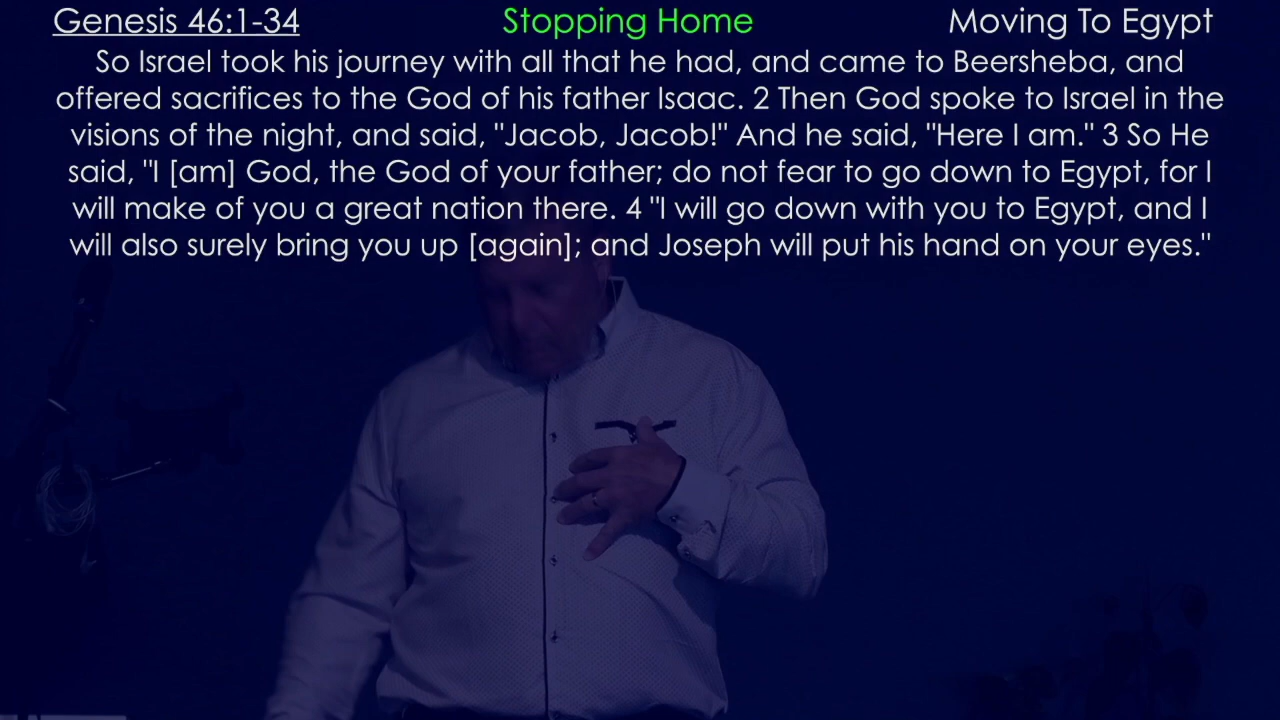 Genesis 46:1-34 Stopping Home Moving To Egypt
So Israel took his journey with all that he had, and came to Beersheba, and
offered sacrifices to the God of his father Isaac. 2 Then God spoke to Israel in the
visions of the night, and said, "Jacob, Jacob!" And he said, "Here I am." 3 So He
said, "I [am] God, the God of your father; do not fear to go down to Egypt, for I
will make of you a great nation there. 4 "I will go down with you to Egypt, and I
will also surely bring you up [again]; and Joseph will put his hand on your eyes."